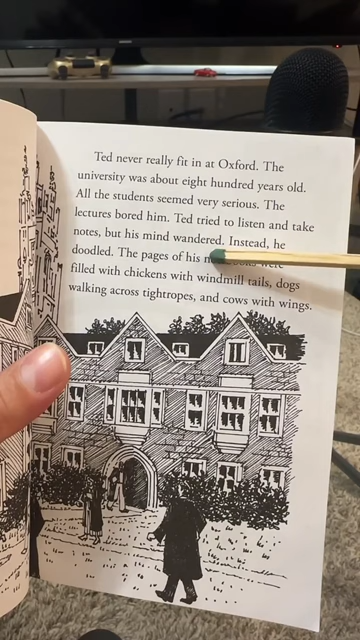 Ted never really fit in at Oxford. The
university was about eight hundred years old.
All the students seemed very serious. The
lectures bored him. Ted tried to listen and take
notes, but his mind wandered. Instead, he
doodled. The pages of his were
filled with chickens with windmill tails, dogs
walking across tightropes, and cows with wings.